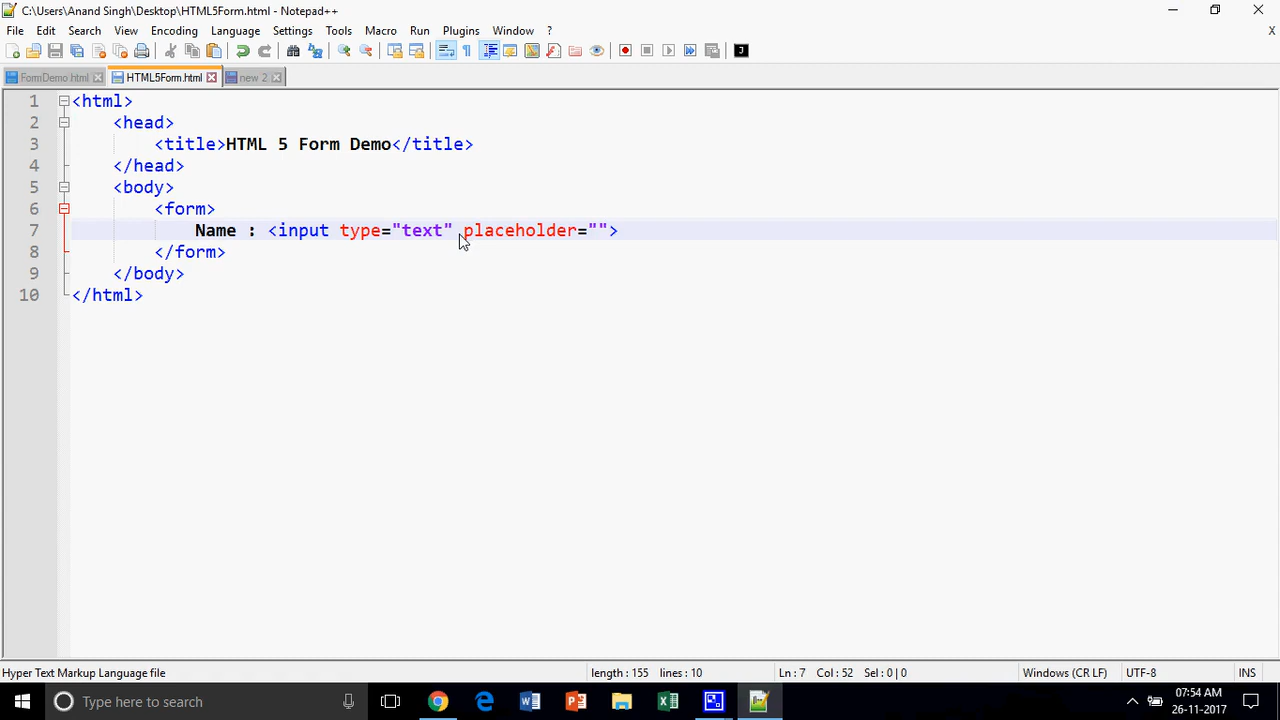 C:\Users\Anand Singh\Desktop\HTML5Form.html - Notepad++
File Edit Search View Encoding Language Settings Tools Macro Run Plugins Window ?
X
FormDemo.html HTML5Form.html new 2
1 <html>
2 <head>
3 <title>HTML 5 Form Demo</title>
4 </head>
5 <body>
6 <form>
7 Name : <input type="text" placeholder="">
8 </form>
9 </body>
10 </html>
Hyper Text Markup Language file length : 155 lines : 10 Ln : 7 Col : 52 Sel : 0 | 0 Windows (CR LF) UTF-8 INS
Type here to search
07:54 AM
26-11-2017